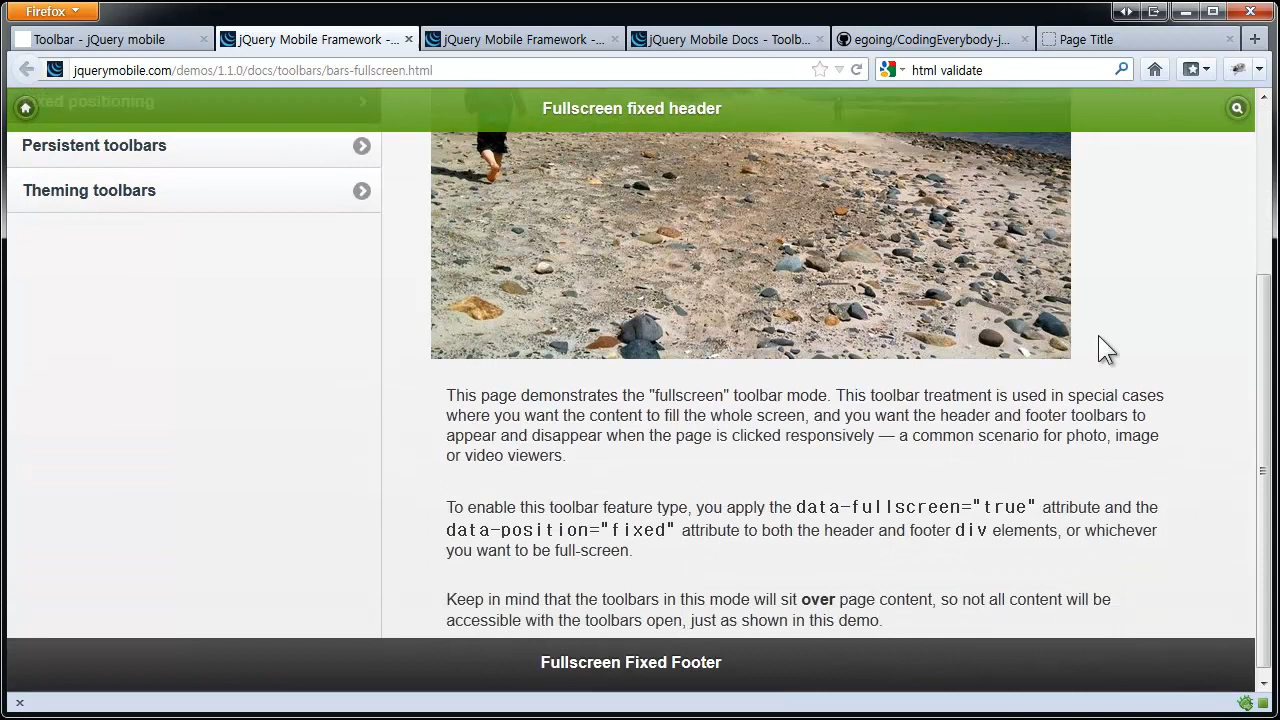 Firefox
Toolbar - jQuery mobile
jQuery Mobile Framework -...
jQuery Mobile Framework -...
jQuery Mobile Docs - Toolb...
egoing/CodingEverybody-j...
Page Title
jquerymobile.com/demos/1.1.0/docs/toolbars/bars-fullscreen.html
html validate
Fixed positioning
Fullscreen fixed header
Persistent toolbars
Theming toolbars
This page demonstrates the "fullscreen" toolbar mode. This toolbar treatment is used in special cases
where you want the content to fill the whole screen, and you want the header and footer toolbars to
appear and disappear when the page is clicked responsively — a common scenario for photo, image
or video viewers.
To enable this toolbar feature type, you apply the data-fullscreen="true" attribute and the
data-position="fixed" attribute to both the header and footer div elements, or whichever
you want to be full-screen.
Keep in mind that the toolbars in this mode will sit over page content, so not all content will be
accessible with the toolbars open, just as shown in this demo.
Fullscreen Fixed Footer